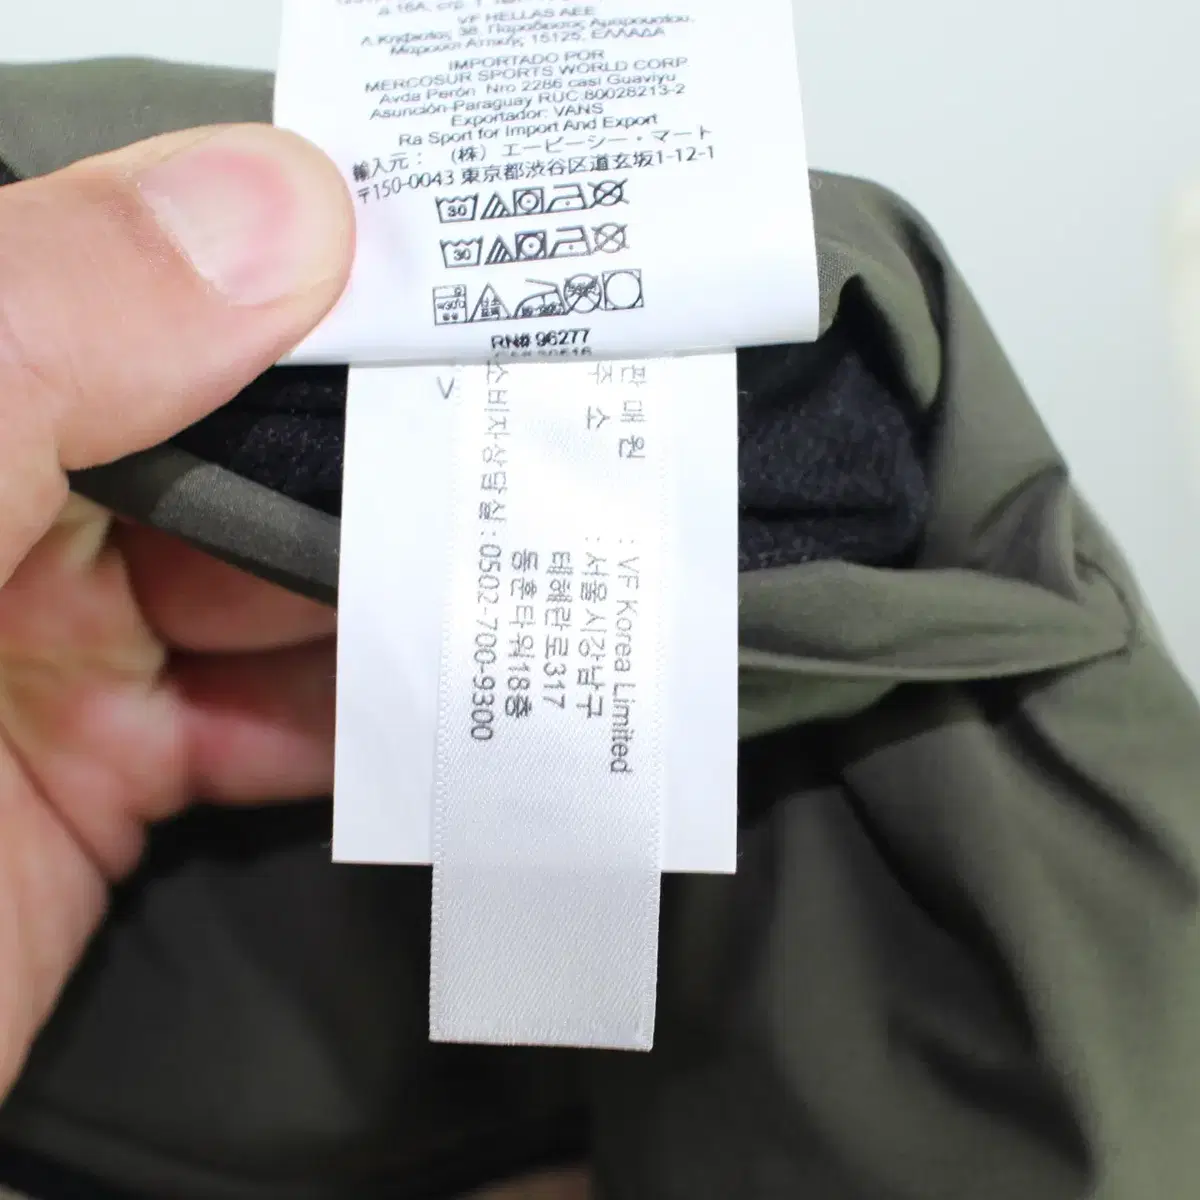 VF HELLAS AEE
Λ.Κηφισίας 38, Παράδεισος Αμαρουσίου,
Μαρούσι Αττικής 15125, ΕΛΛΑΔΑ
IMPORTADO POR
MERCOSUR SPORTS WORLD CORP.
Avda Perón Nro 2286 casi Guaviyu
Asunción-Paraguay RUC 80028213-2
Exportador: VANS
Ra Sport for Import And Export
輸入元: (株) エービーシー・マート
〒150-0043 東京都渋谷区道玄坂1-12-1
30
30
RN# 96277
판 매 원 : VF Korea Limited
주 소 : 서울시강남구
테헤란로317
동훈타워18층
소비자상담실 : 0502-700-9300